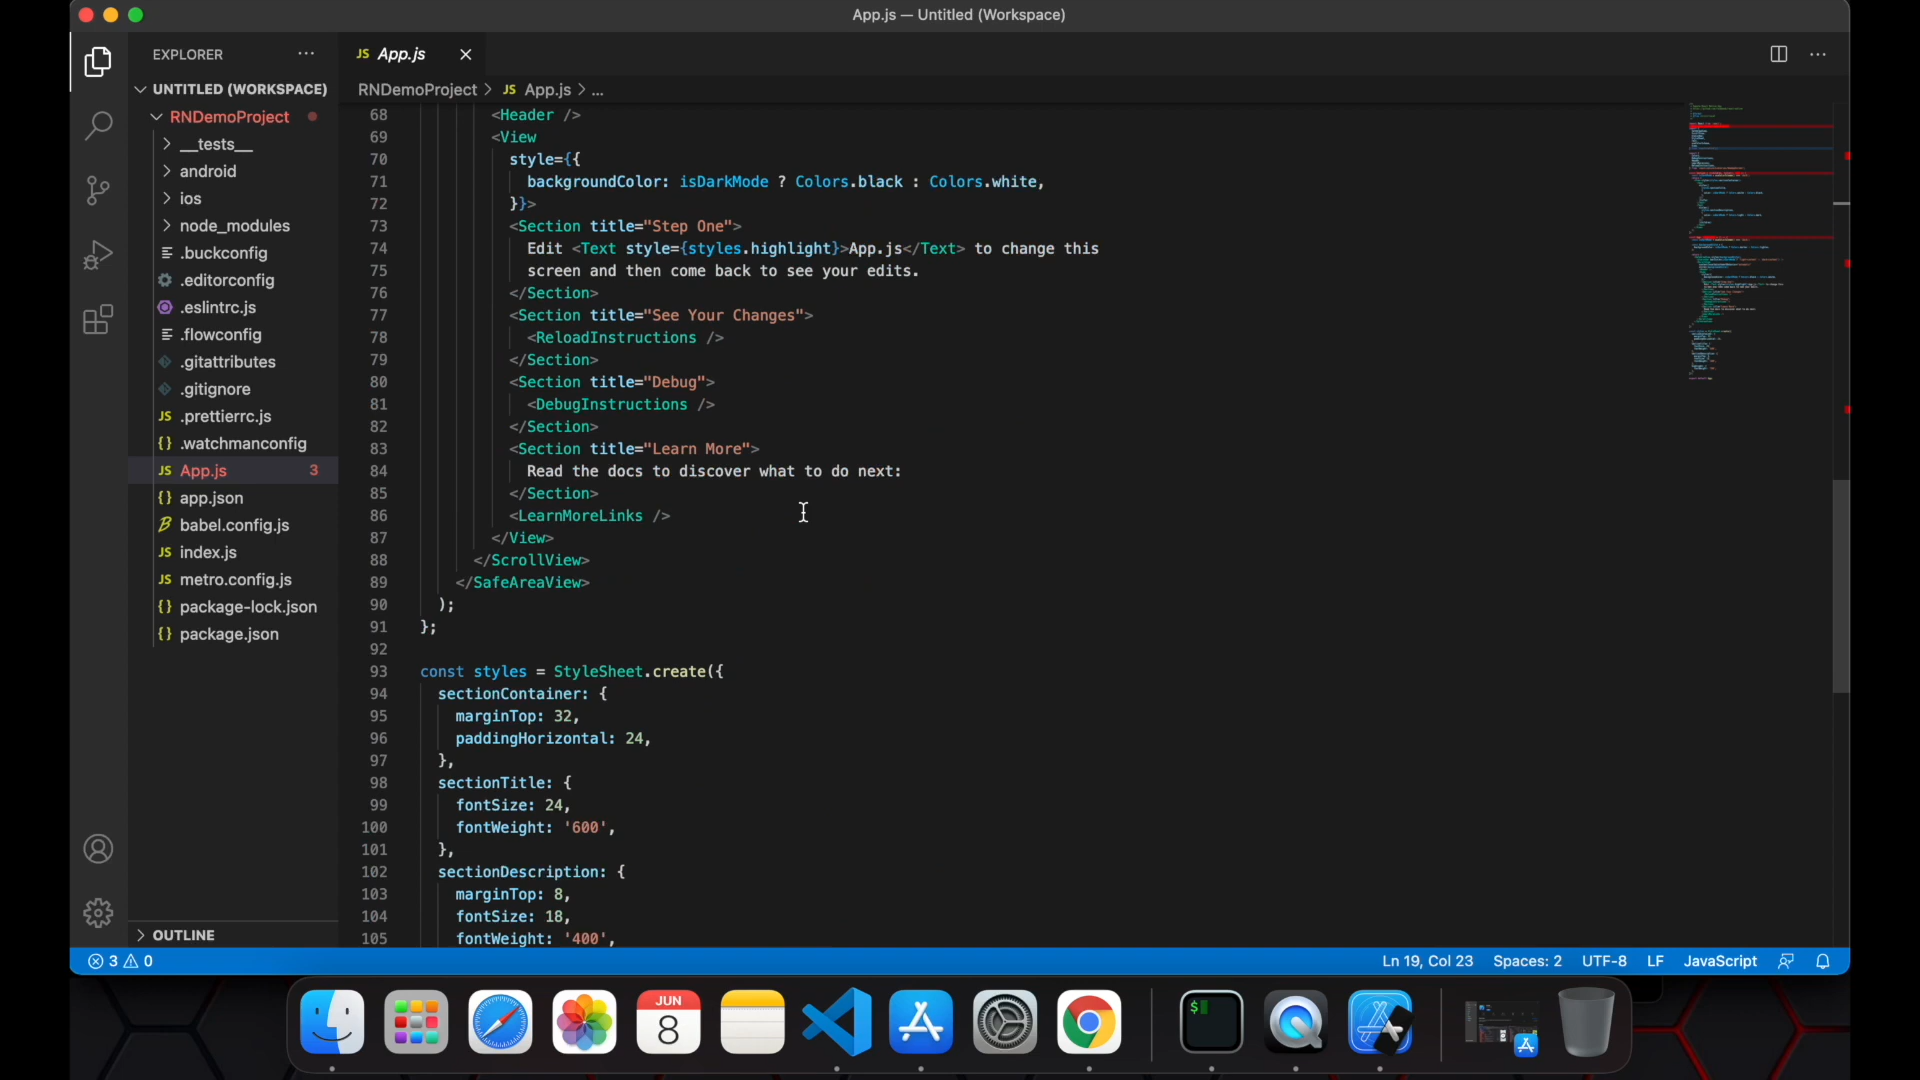 App.js — Untitled (Workspace)
EXPLORER
JS App.js
UNTITLED (WORKSPACE)
RNDemoProject > JS App.js > ...
RNDemoProject
__tests__
android
ios
node_modules
.buckconfig
.editorconfig
.eslintrc.js
.flowconfig
.gitattributes
.gitignore
JS .prettierrc.js
{} .watchmanconfig
JS App.js 3
{} app.json
babel.config.js
JS index.js
JS metro.config.js
{} package-lock.json
{} package.json
OUTLINE
68 <Header />
69 <View
70 style={{
71 backgroundColor: isDarkMode ? Colors.black : Colors.white,
72 }}>
73 <Section title="Step One">
74 Edit <Text style={styles.highlight}>App.js</Text> to change this
75 screen and then come back to see your edits.
76 </Section>
77 <Section title="See Your Changes">
78 <ReloadInstructions />
79 </Section>
80 <Section title="Debug">
81 <DebugInstructions />
82 </Section>
83 <Section title="Learn More">
84 Read the docs to discover what to do next:
85 </Section>
86 <LearnMoreLinks />
87 </View>
88 </ScrollView>
89 </SafeAreaView>
90 );
91 };
92
93 const styles = StyleSheet.create({
94 sectionContainer: {
95 marginTop: 32,
96 paddingHorizontal: 24,
97 },
98 sectionTitle: {
99 fontSize: 24,
100 fontWeight: '600',
101 },
102 sectionDescription: {
103 marginTop: 8,
104 fontSize: 18,
105 fontWeight: '400',
3 0
Ln 19, Col 23 Spaces: 2 UTF-8 LF JavaScript
JUN
8
$